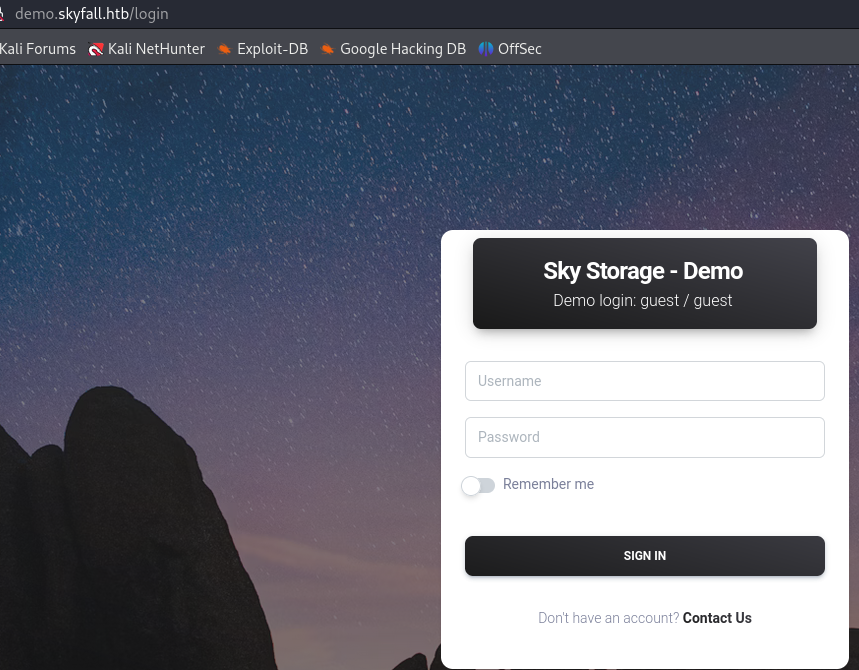 demo.skyfall.htb/login
Kali Forums Kali NetHunter Exploit-DB Google Hacking DB OffSec
Sky Storage - Demo
Demo login: guest / guest
Username
Password
Remember me
SIGN IN
Don't have an account? Contact Us